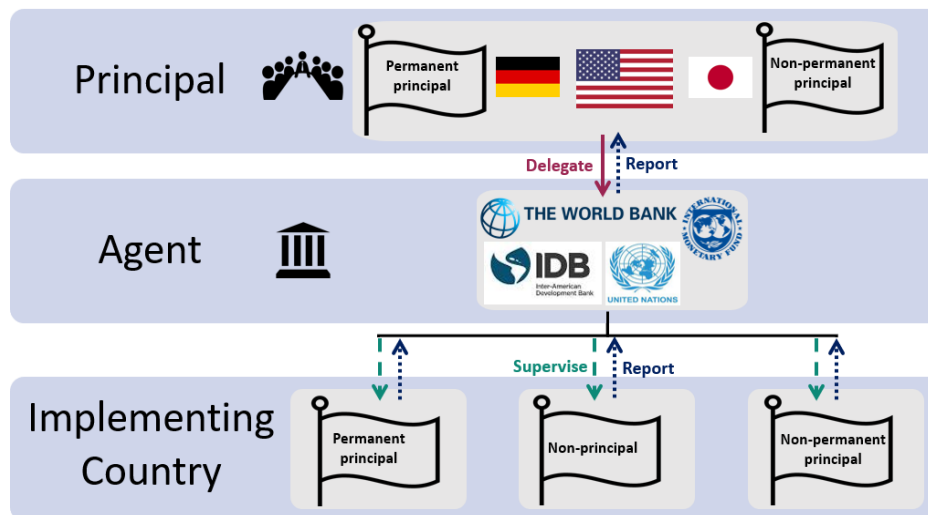 Principal
Permanent
principal
Non-permanent
principal
Delegate
Report
Agent
THE WORLD BANK
INTERNATIONAL
MONETARY FUND
IDB
Inter-American
Development Bank
UNITED NATIONS
Supervise
Report
Implementing
Country
Permanent
principal
Non-principal
Non-permanent
principal